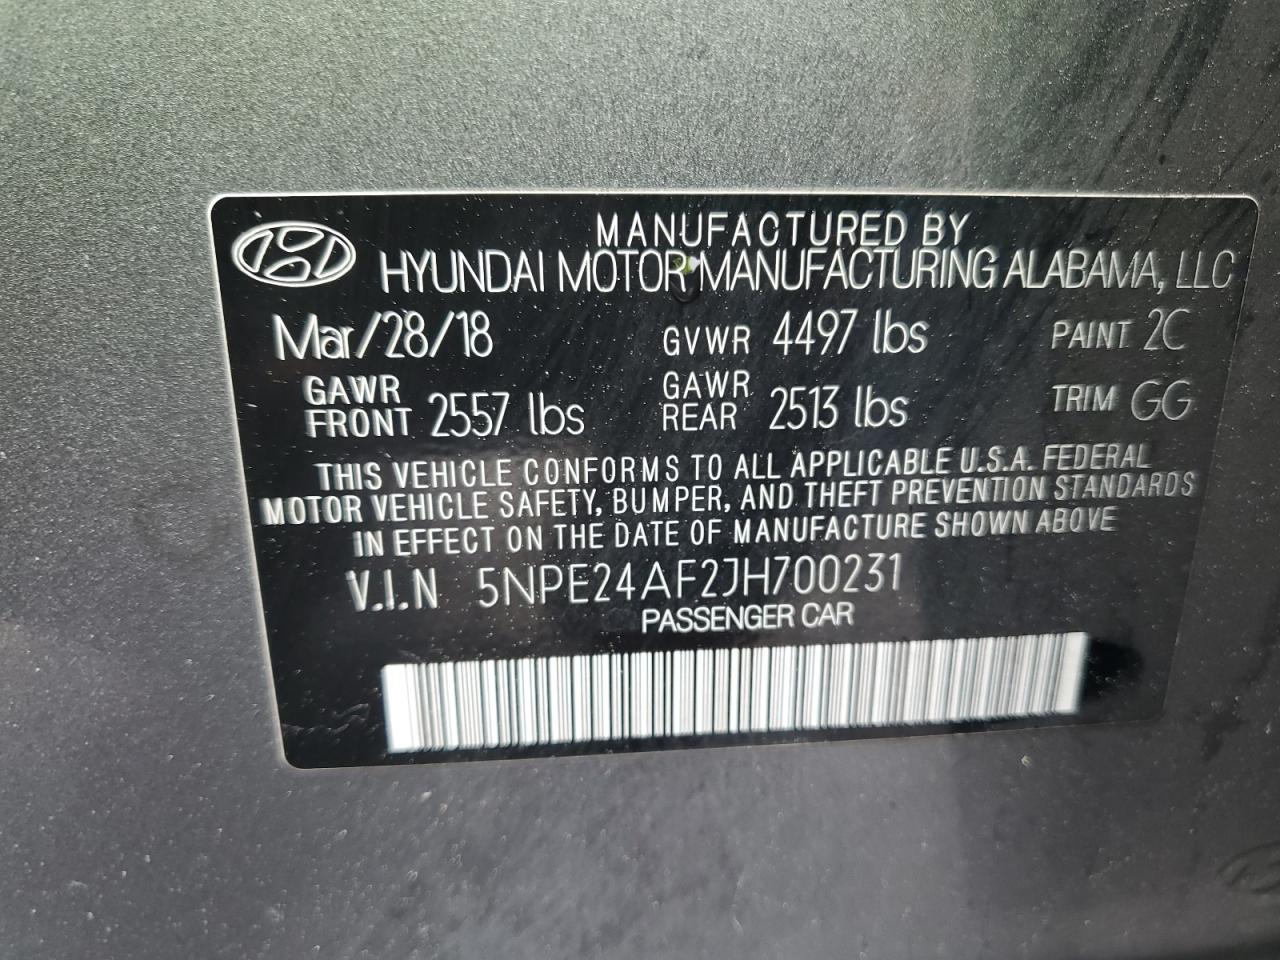 MANUFACTURED BY
HYUNDAI MOTOR MANUFACTURING ALABAMA, LLC
Mar/28/18 GVWR 4497 lbs PAINT 2C
GAWR FRONT 2557 lbs GAWR REAR 2513 lbs TRIM GG
THIS VEHICLE CONFORMS TO ALL APPLICABLE U.S.A. FEDERAL
MOTOR VEHICLE SAFETY, BUMPER, AND THEFT PREVENTION STANDARDS
IN EFFECT ON THE DATE OF MANUFACTURE SHOWN ABOVE
V.I.N 5NPE24AF2JH700231
PASSENGER CAR